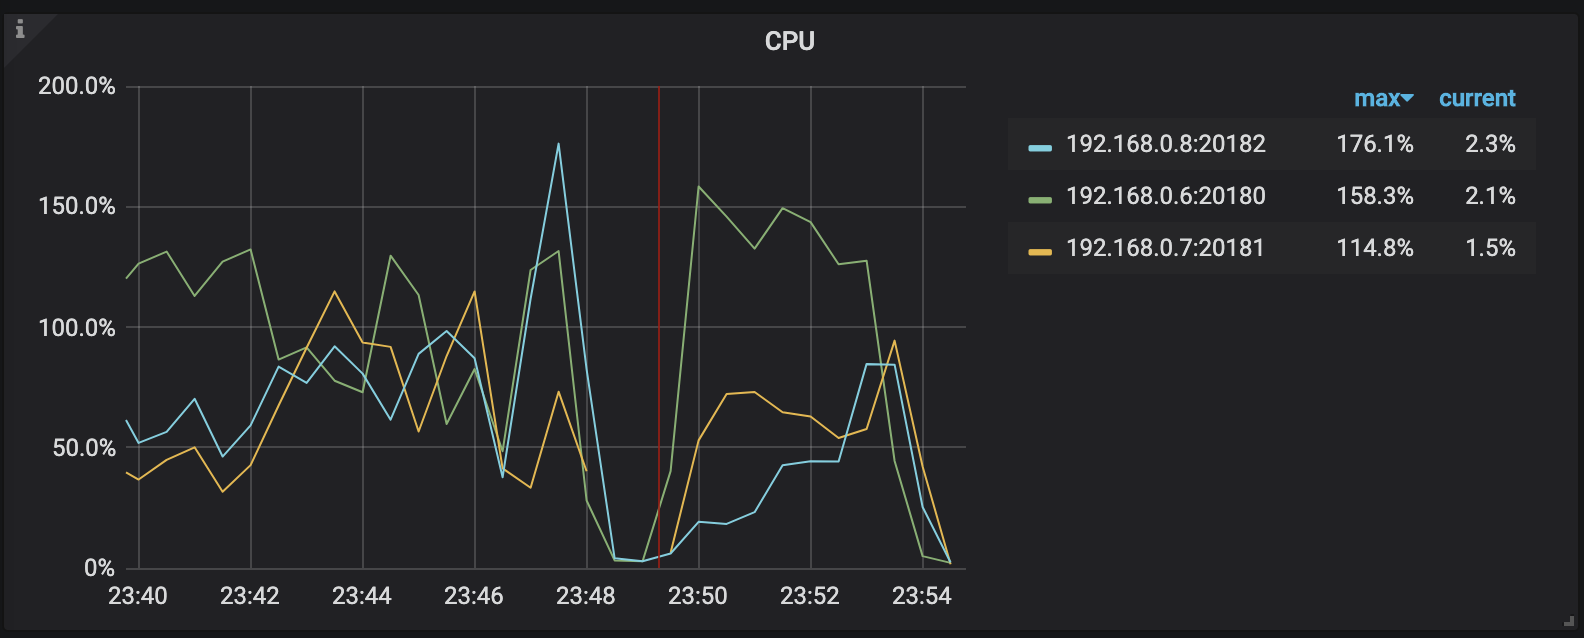 i
CPU
200.0%
150.0%
100.0%
50.0%
0%
23:40 23:42 23:44 23:46 23:48 23:50 23:52 23:54
max current
192.168.0.8:20182 176.1% 2.3%
192.168.0.6:20180 158.3% 2.1%
192.168.0.7:20181 114.8% 1.5%